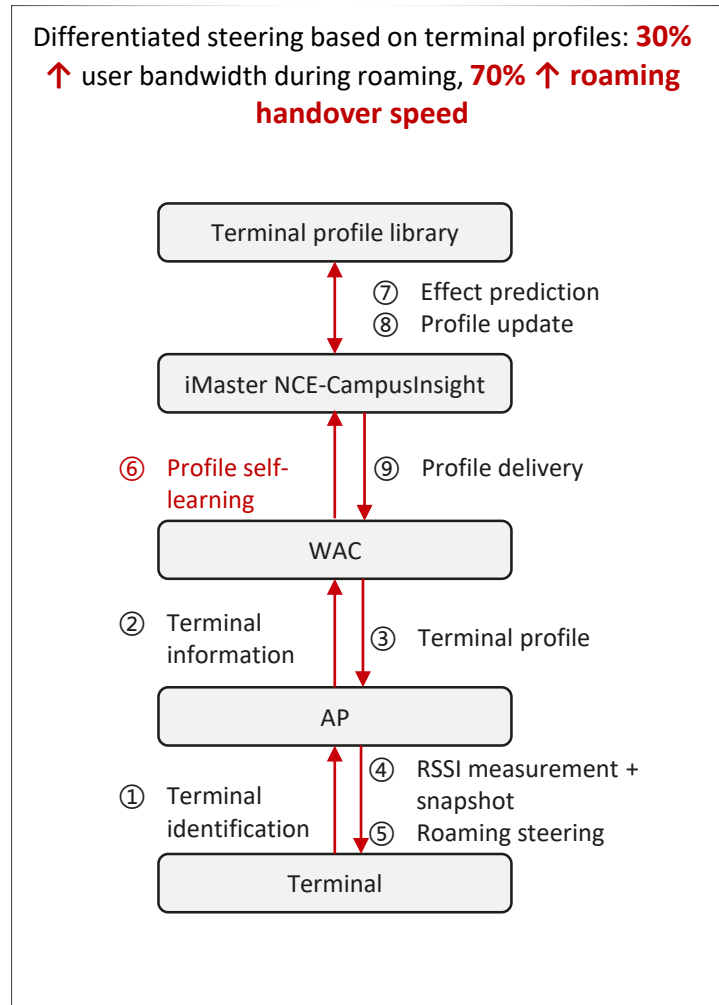 Differentiated steering based on terminal profiles: 30%
↑ user bandwidth during roaming, 70% ↑ roaming
handover speed
Terminal profile library
⑦ Effect prediction
⑧ Profile update
iMaster NCE-CampusInsight
⑥ Profile self-
learning
⑨ Profile delivery
WAC
② Terminal
information
③ Terminal profile
AP
① Terminal
identification
④ RSSI measurement +
snapshot
⑤ Roaming steering
Terminal